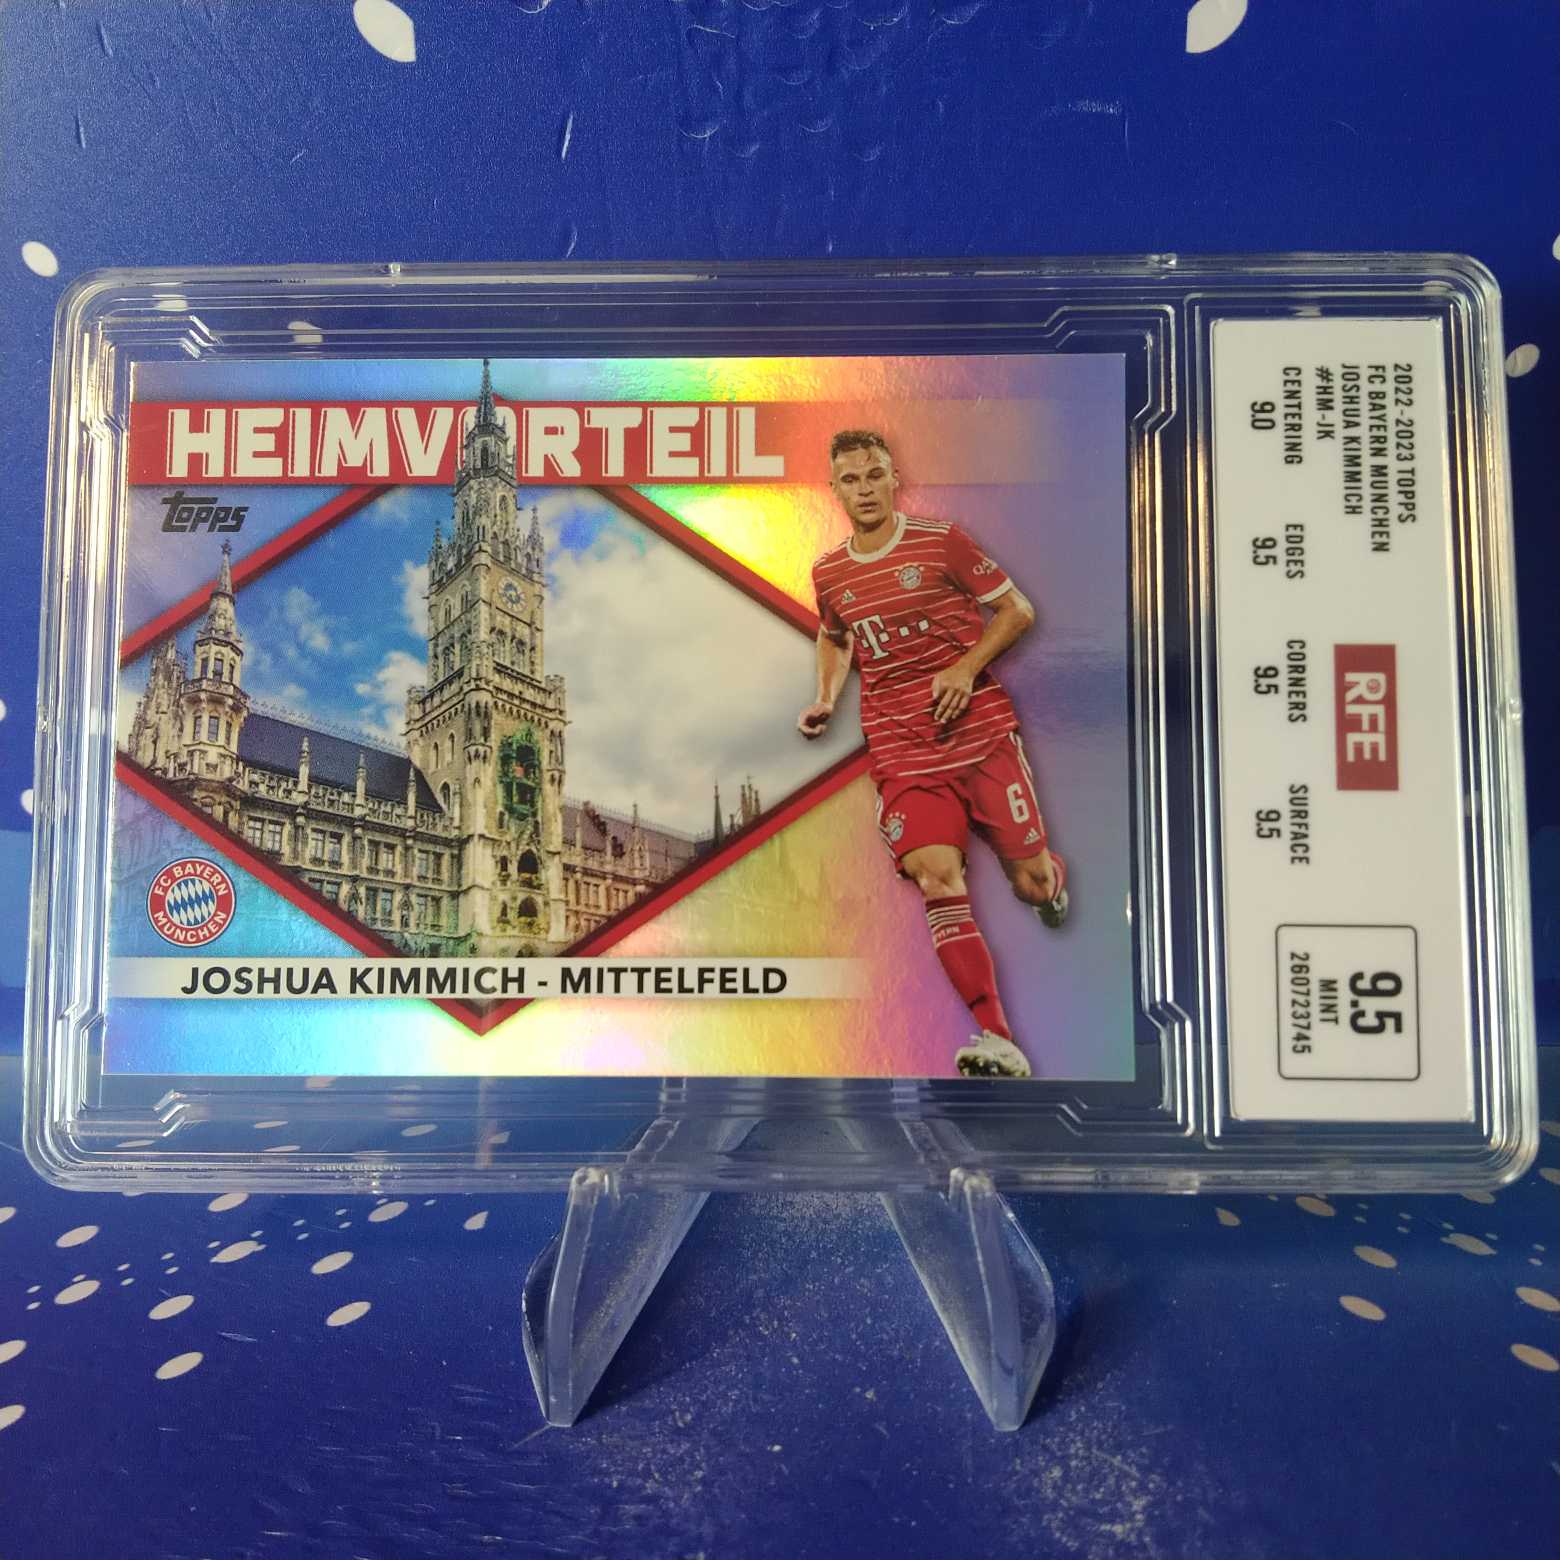 HEIMVORTEIL
TOPPS
T...
6
FC BAYERN
MÜNCHEN
JOSHUA KIMMICH - MITTELFELD
2022-2023 TOPPS
FC BAYERN MUNCHEN
JOSHUA KIMMICH
#HM-JK
CENTERING EDGES CORNERS SURFACE
9.0 9.5 9.5 9.5
RFE
9.5
MINT
260723745